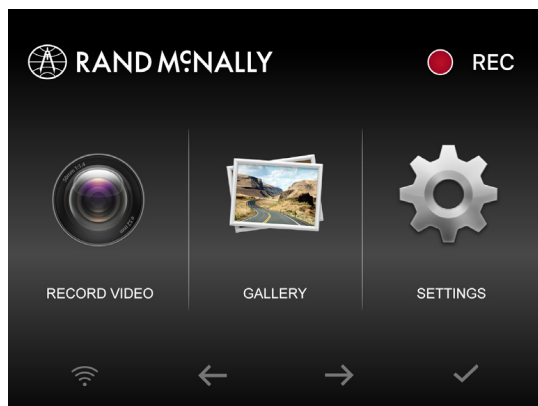 RAND MCNALLY
REC
RECORD VIDEO
GALLERY
SETTINGS